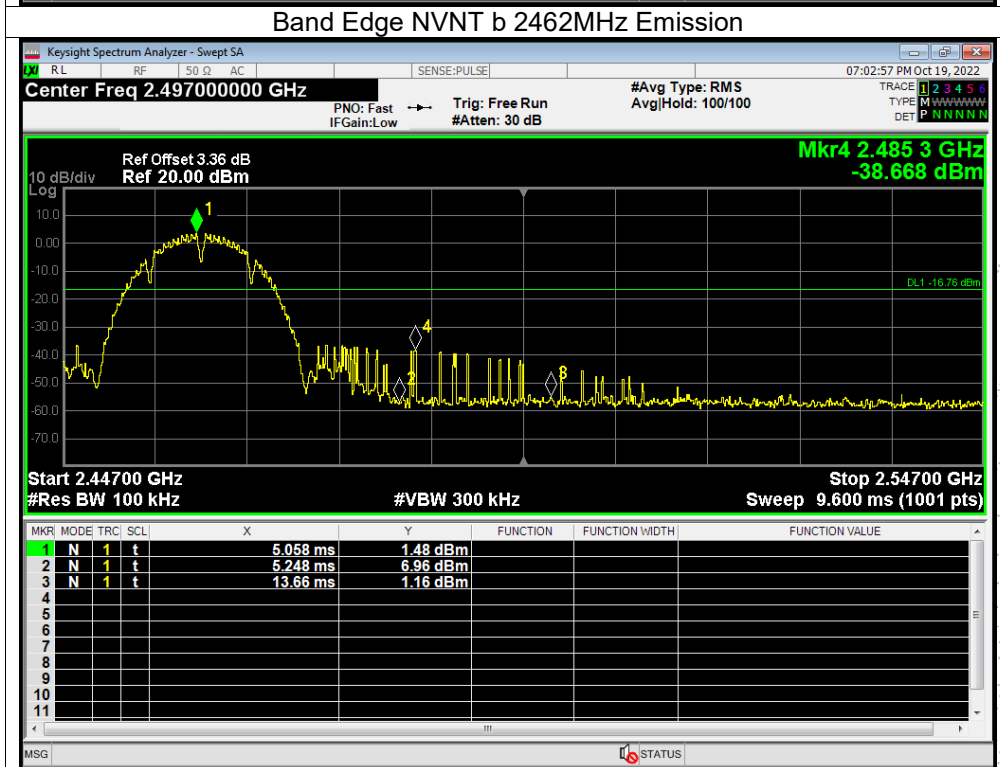 Band Edge NVNT b 2462MHz Emission
Keysight Spectrum Analyzer - Swept SA
LXI RL RF 50 Ω AC SENSE:PULSE 07:02:57 PM Oct 19, 2022
Center Freq 2.497000000 GHz #Avg Type: RMS TRACE 1 2 3 4 5 6
PNO: Fast Trig: Free Run Avg|Hold: 100/100 TYPE M WWWWW
IFGain:Low #Atten: 30 dB DET P N N N N N
Mkr4 2.485 3 GHz
Ref Offset 3.36 dB
10 dB/div Ref 20.00 dBm -38.668 dBm
Log
10.0
0.00
-10.0
-20.0
-30.0
-40.0
-50.0
-60.0
-70.0
1
DL1 -16.76 dBm
4
2
3
Start 2.44700 GHz Stop 2.54700 GHz
#Res BW 100 kHz #VBW 300 kHz Sweep 9.600 ms (1001 pts)
MKR MODE TRC SCL X Y FUNCTION FUNCTION WIDTH FUNCTION VALUE
1 N 1 t 5.058 ms 1.48 dBm
2 N 1 t 5.248 ms 6.96 dBm
3 N 1 t 13.66 ms 1.16 dBm
4
5
6
7
8
9
10
11
MSG STATUS